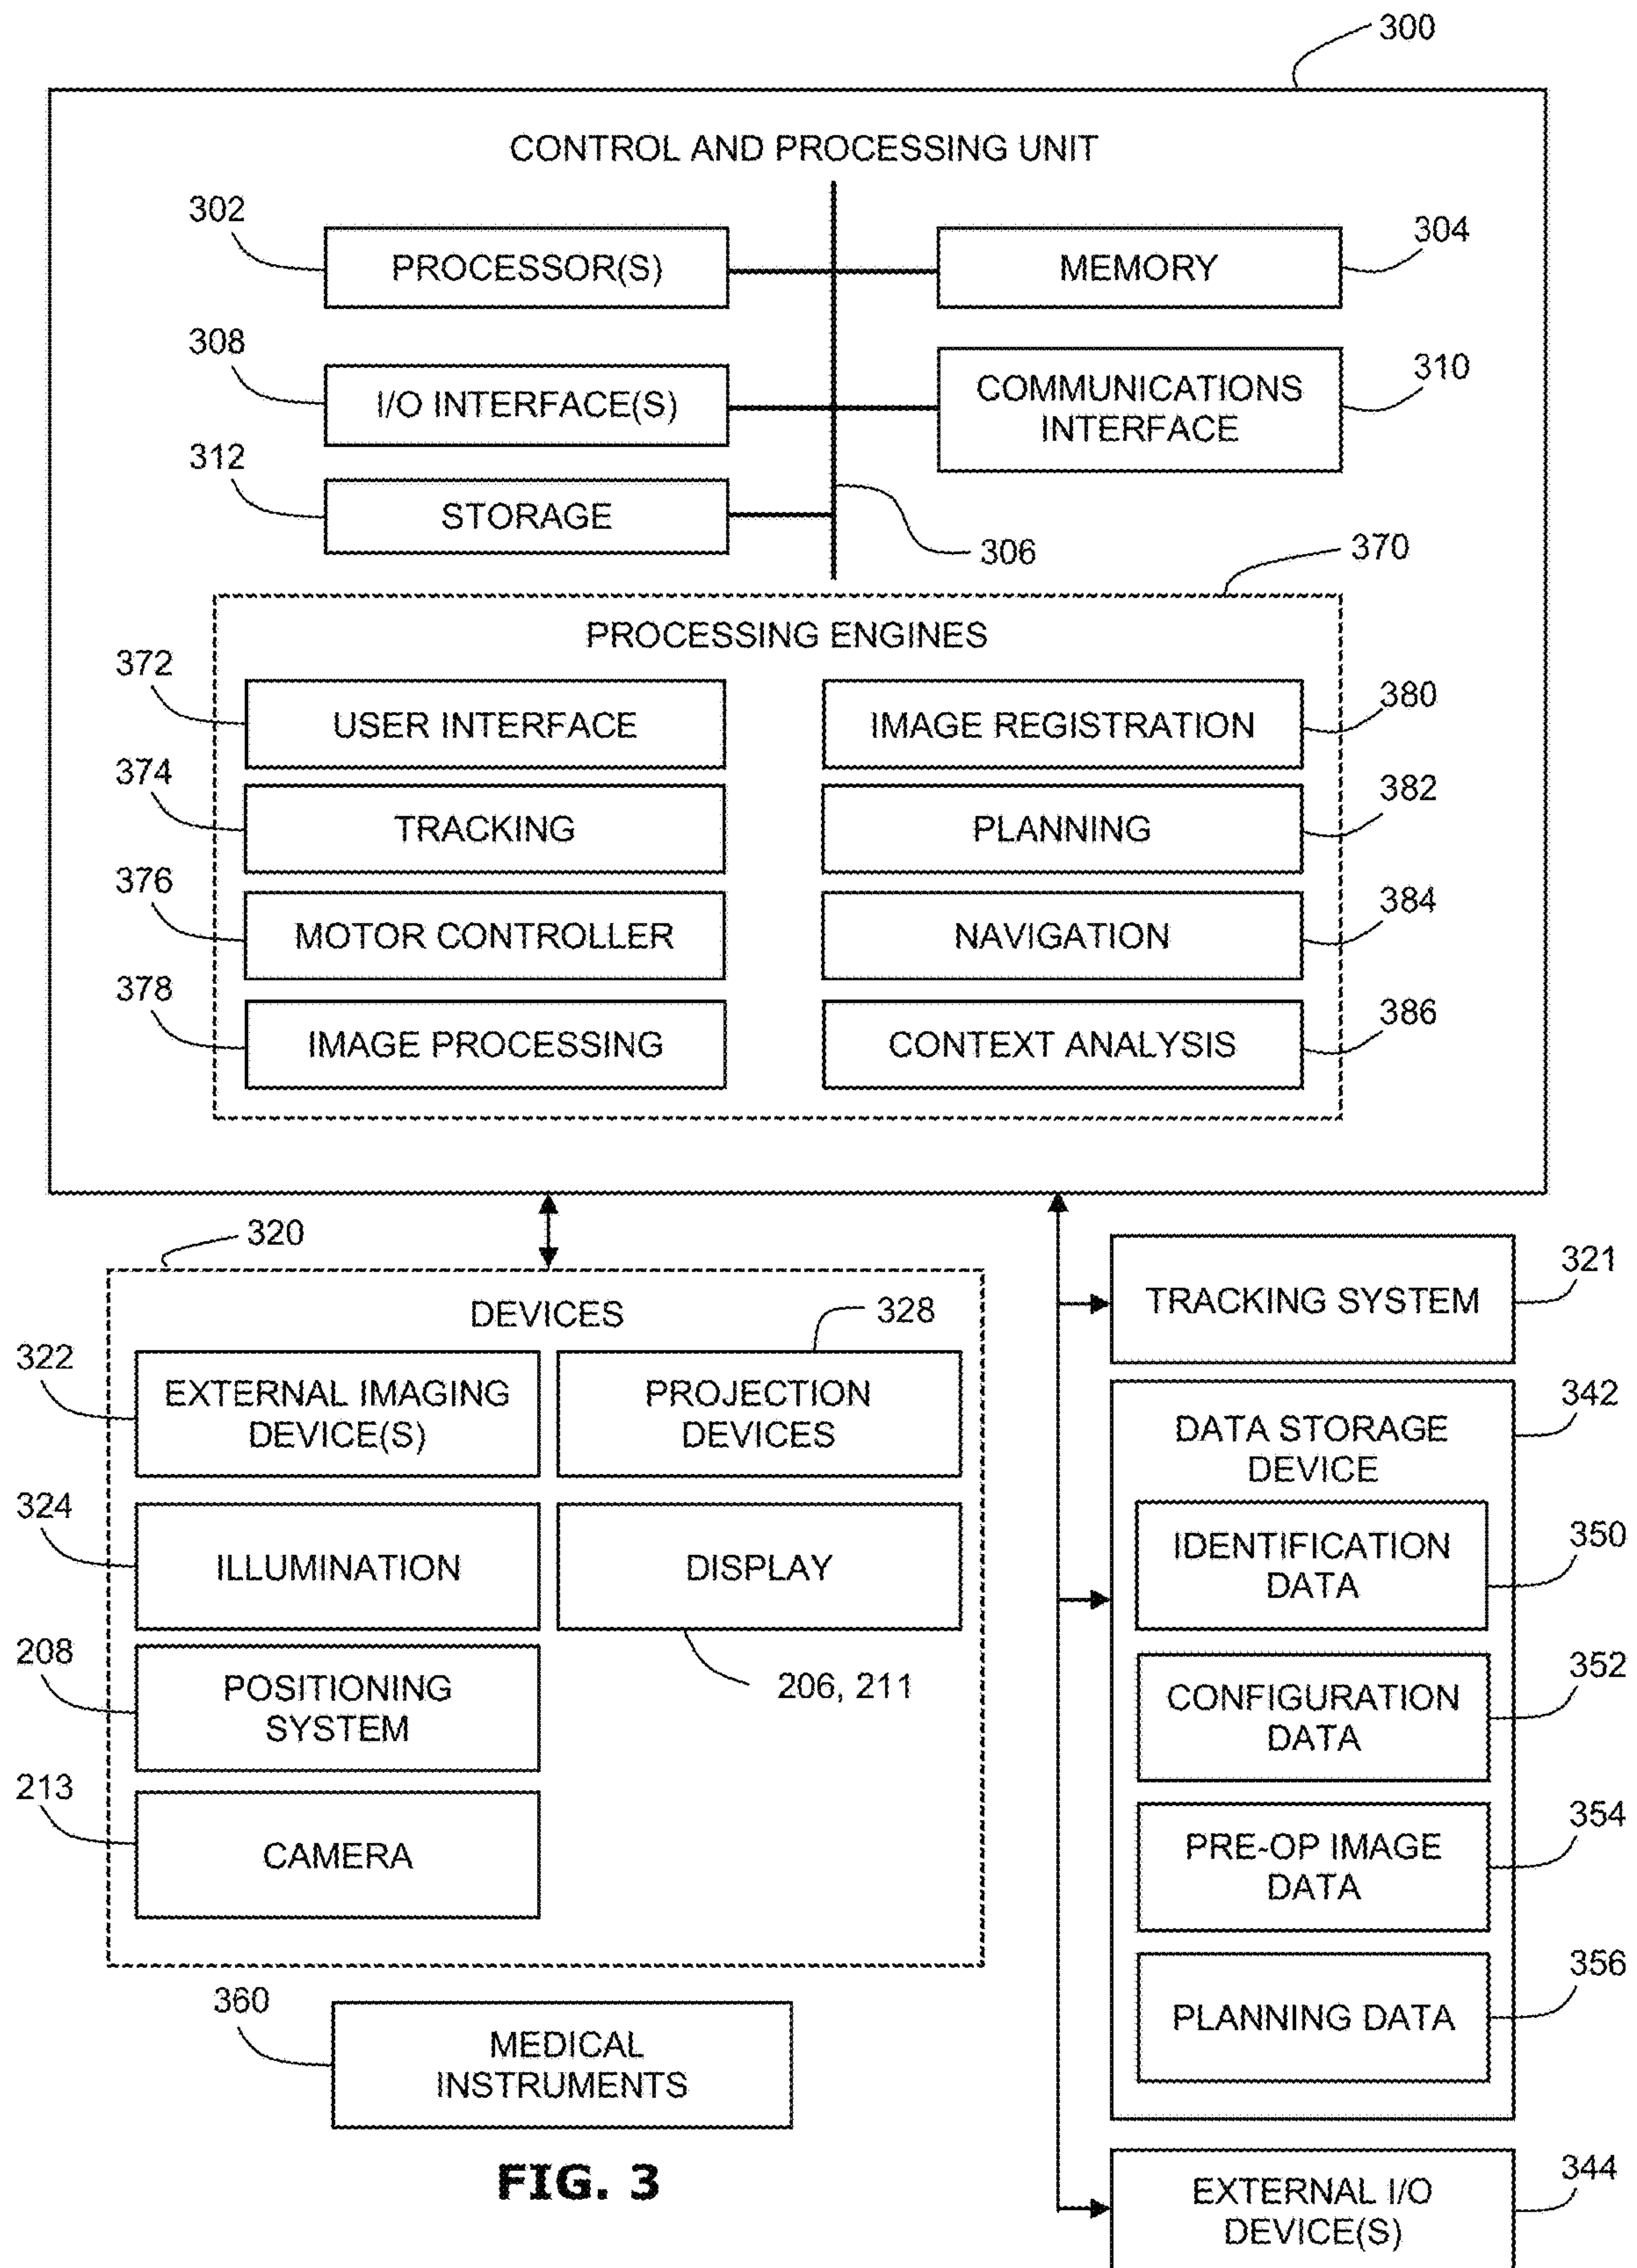 300
CONTROL AND PROCESSING UNIT
302
PROCESSOR(S)
MEMORY
304
308
I/O INTERFACE(S)
COMMUNICATIONS
INTERFACE
310
312
STORAGE
306
370
PROCESSING ENGINES
372
USER INTERFACE
IMAGE REGISTRATION
380
374
TRACKING
PLANNING
382
376
MOTOR CONTROLLER
NAVIGATION
384
378
IMAGE PROCESSING
CONTEXT ANALYSIS
386
320
DEVICES
328
322
EXTERNAL IMAGING
DEVICE(S)
PROJECTION
DEVICES
324
ILLUMINATION
DISPLAY
208
POSITIONING
SYSTEM
206, 211
213
CAMERA
360
MEDICAL
INSTRUMENTS
TRACKING SYSTEM
321
342
DATA STORAGE
DEVICE
IDENTIFICATION
DATA
350
CONFIGURATION
DATA
352
PRE-OP IMAGE
DATA
354
PLANNING DATA
356
EXTERNAL I/O
DEVICE(S)
344
FIG. 3